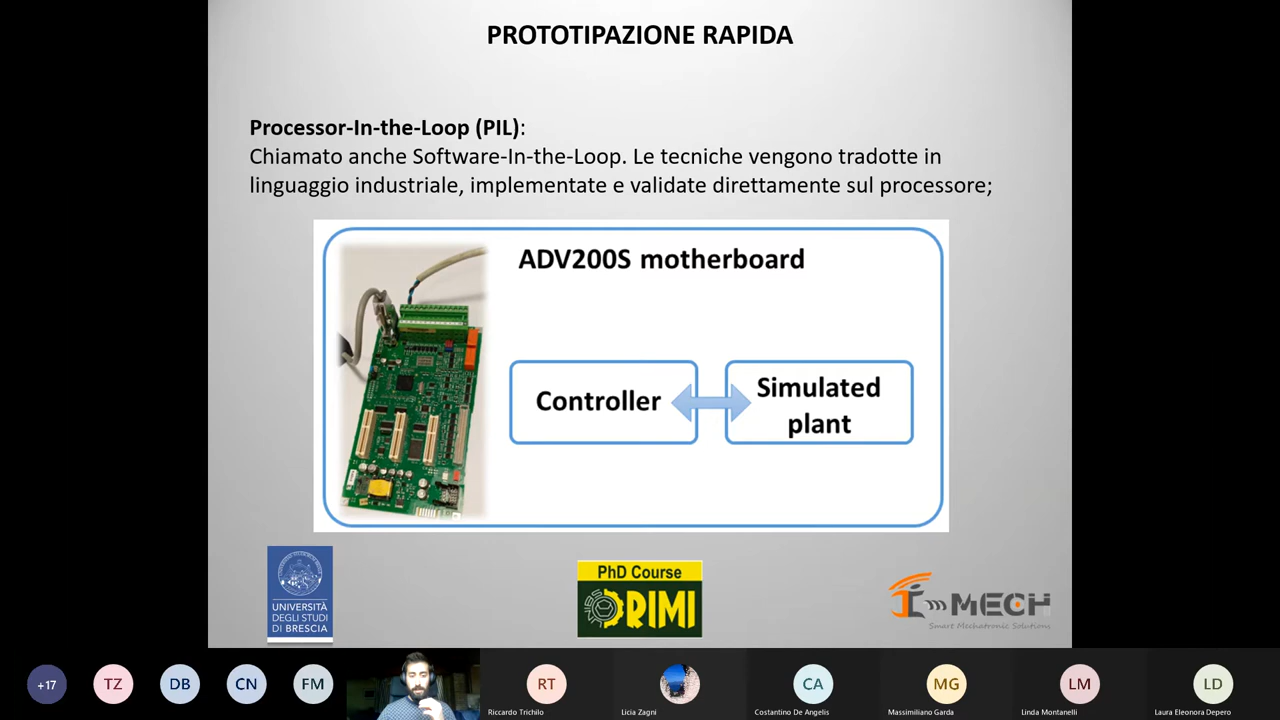 PROTOTIPAZIONE RAPIDA
Processor-In-the-Loop (PIL):
Chiamato anche Software-In-the-Loop. Le tecniche vengono tradotte in
linguaggio industriale, implementate e validate direttamente sul processore;
ADV200S motherboard
Controller
Simulated
plant
UNIVERSITÀ
DEGLI STUDI
DI BRESCIA
PhD Course
DRIMI
MECH
Smart Mechatronic Solutions
+17
TZ
DB
CN
FM
RT
CA
MG
LM
LD
Riccardo Trichilo
Licia Zagni
Costantino De Angelis
Massimiliano Garda
Linda Montanelli
Laura Eleonora Depero